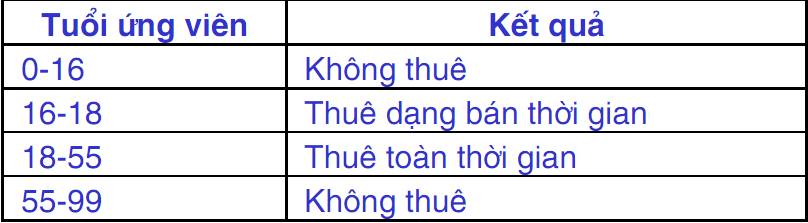 Tuổi ứng viên Kết quả
0-16 Không thuê
16-18 Thuê dạng bán thời gian
18-55 Thuê toàn thời gian
55-99 Không thuê